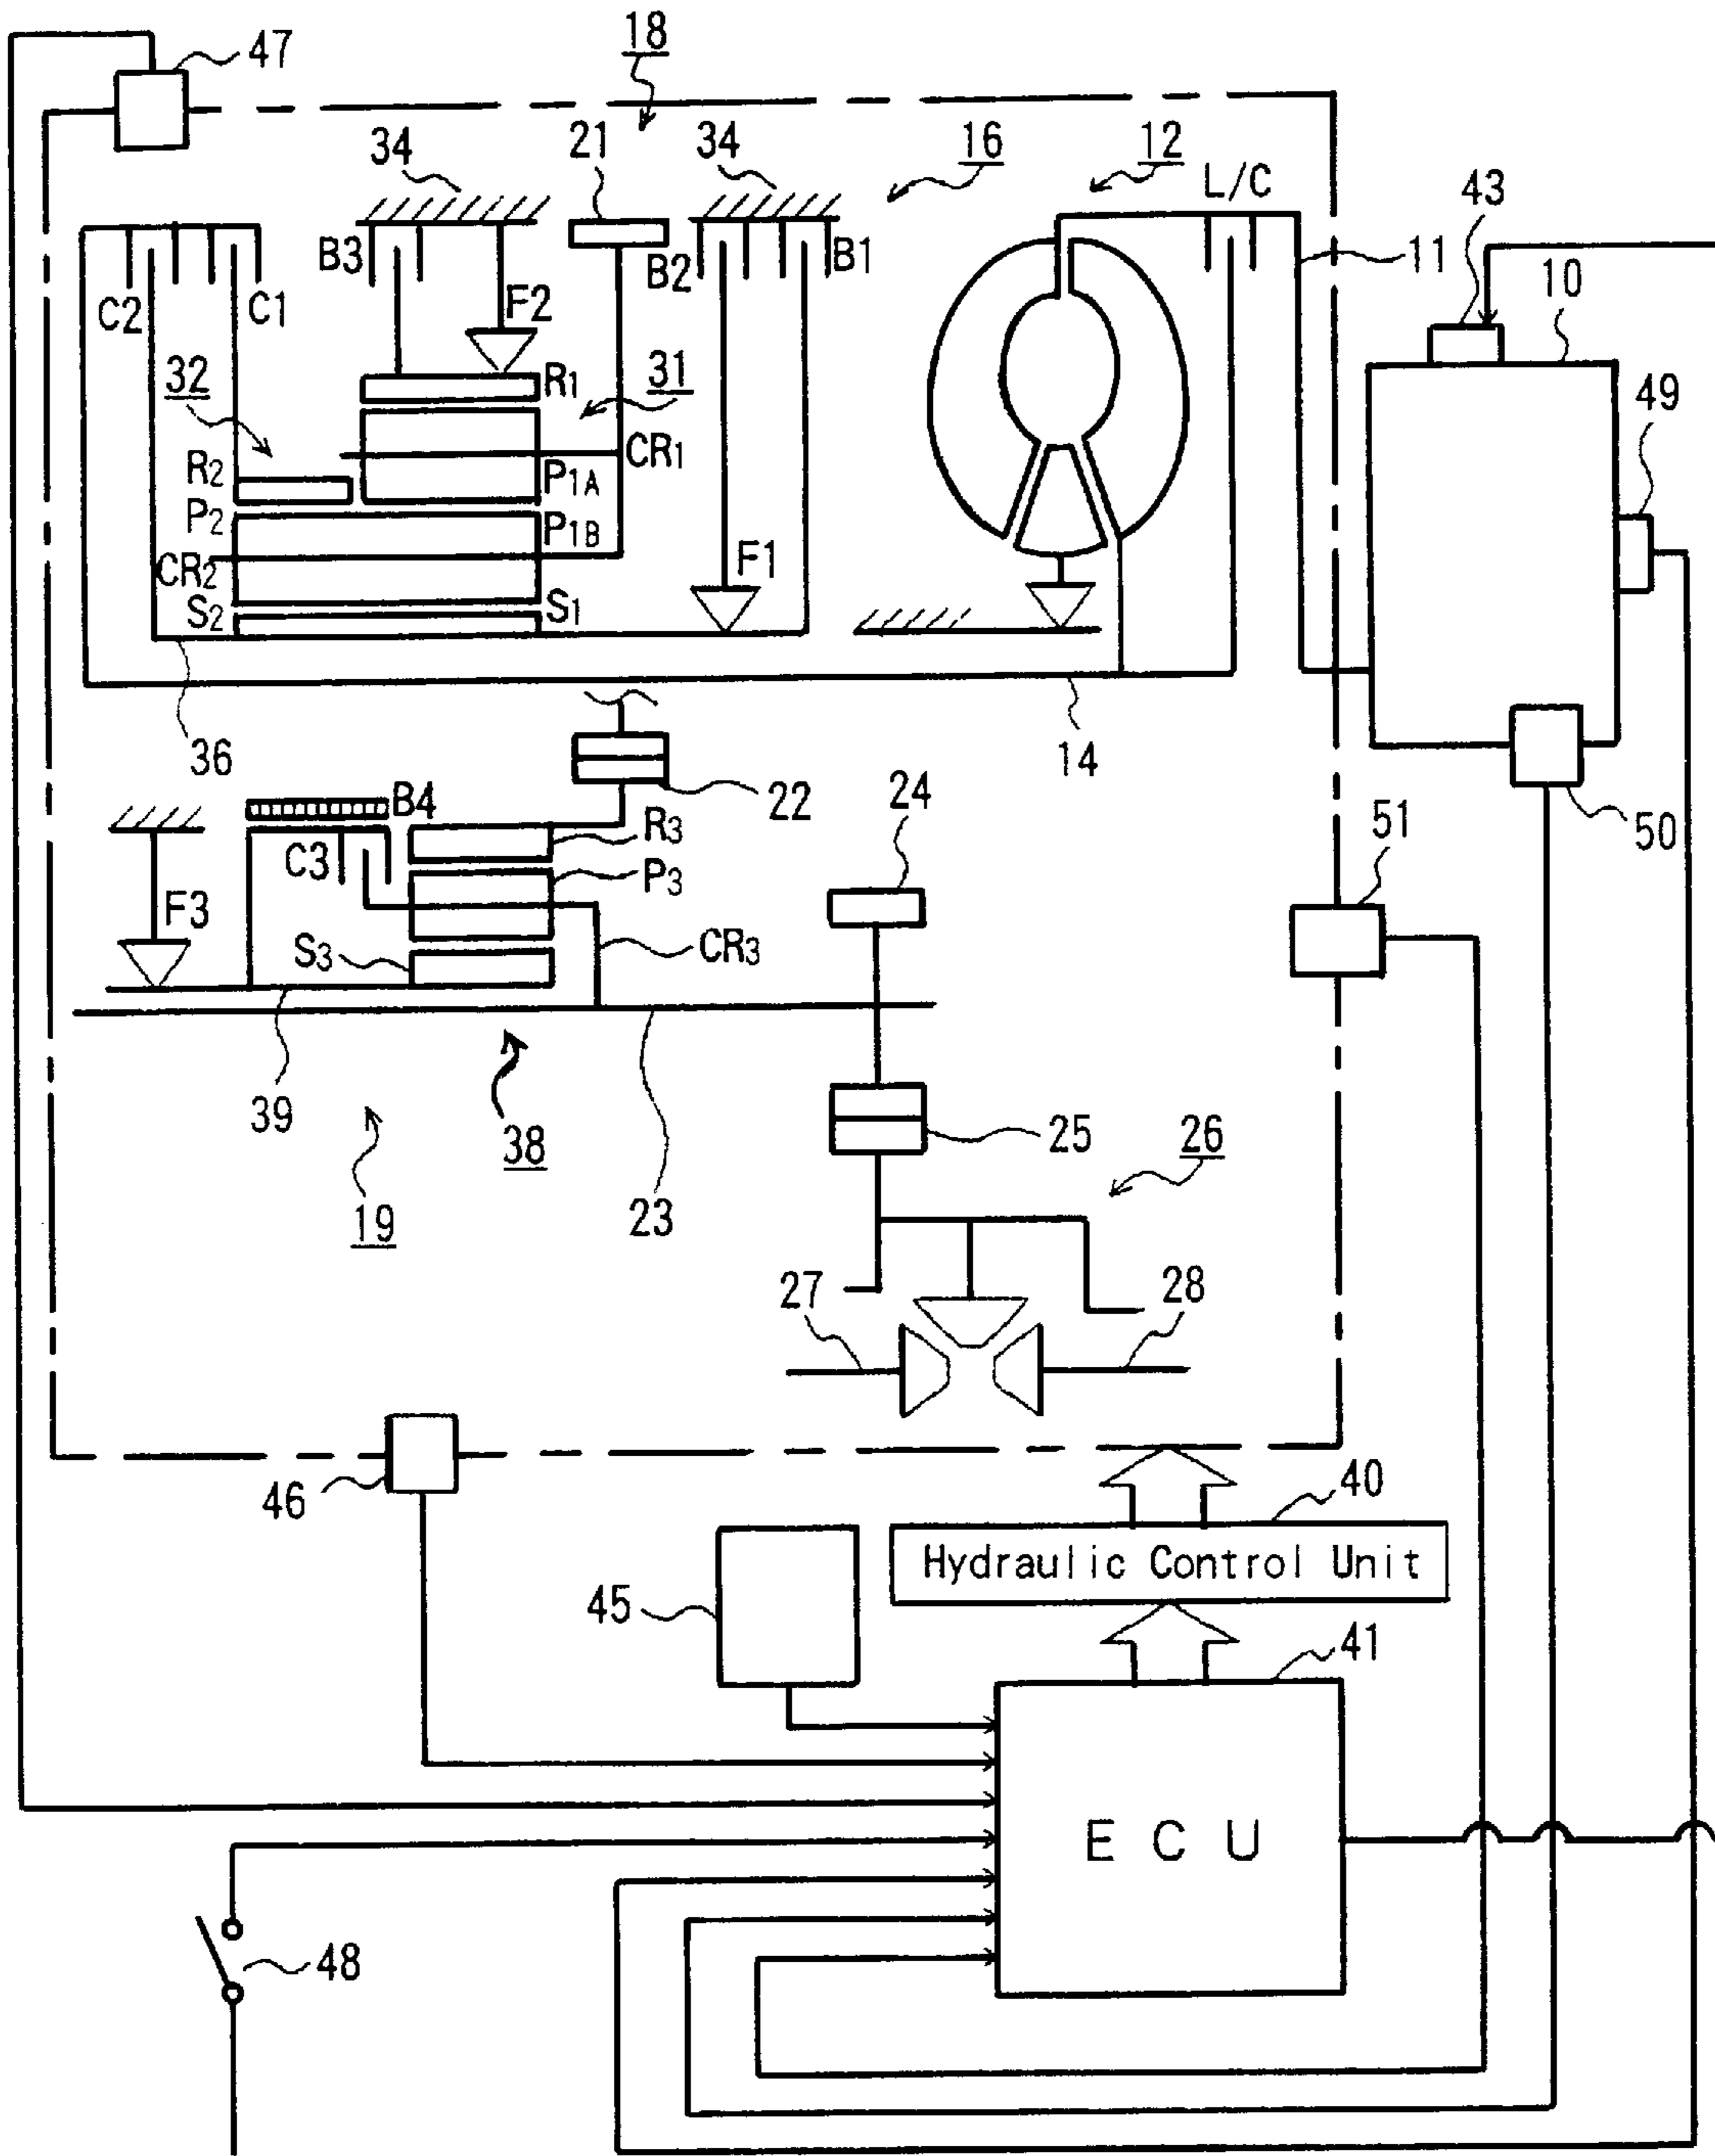 47
18
34
21
34
16
12
L/C
43
B3
B2
B1
11
10
C2
C1
F2
R1
31
49
32
CR1
R2
P1A
P2
P1B
CR2
F1
S2
S1
36
14
22
24
50
B4
R3
51
C3
P3
F3
S3
CR3
39
38
25
26
19
23
27
28
46
40
Hydraulic Control Unit
45
41
E C U
48